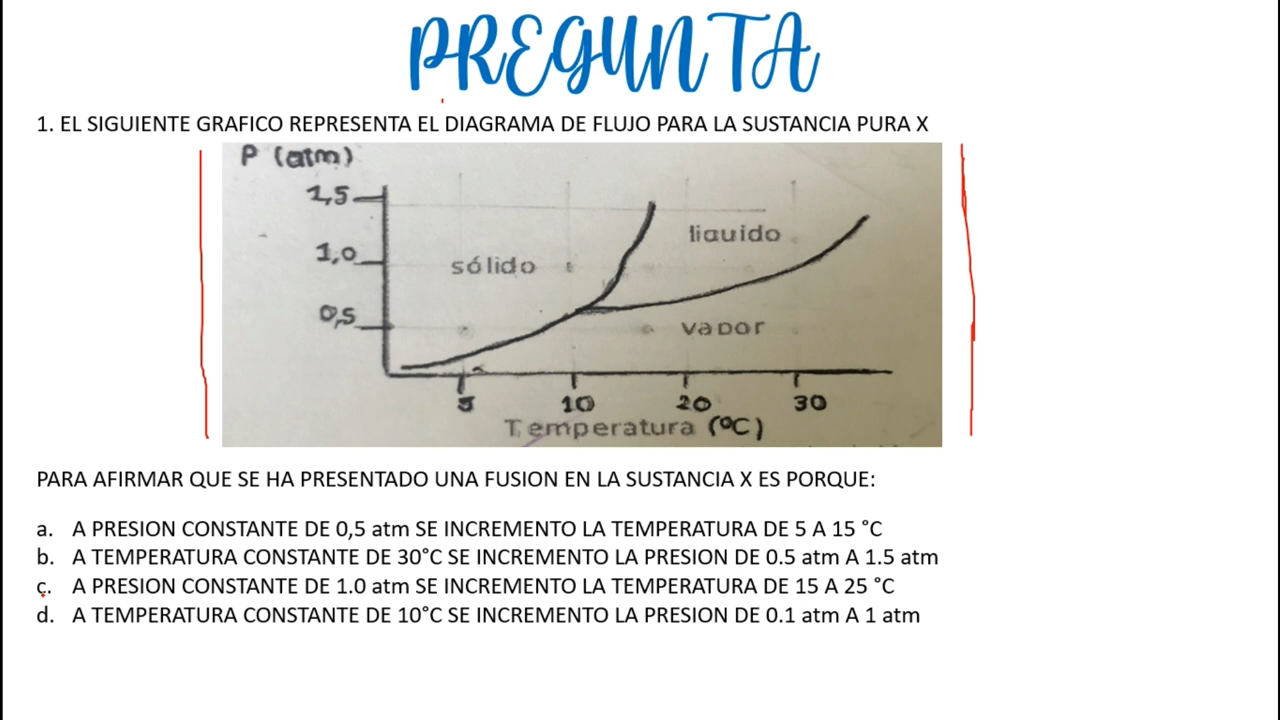 PREGUNTA
1. EL SIGUIENTE GRAFICO REPRESENTA EL DIAGRAMA DE FLUJO PARA LA SUSTANCIA PURA X
P (atm)
1,5
líquido
1,0
sólido
0,5
vapor
5 10 20 30
Temperatura (ºC)
PARA AFIRMAR QUE SE HA PRESENTADO UNA FUSION EN LA SUSTANCIA X ES PORQUE:
a. A PRESION CONSTANTE DE 0,5 atm SE INCREMENTO LA TEMPERATURA DE 5 A 15 °C
b. A TEMPERATURA CONSTANTE DE 30°C SE INCREMENTO LA PRESION DE 0.5 atm A 1.5 atm
c. A PRESION CONSTANTE DE 1.0 atm SE INCREMENTO LA TEMPERATURA DE 15 A 25 °C
d. A TEMPERATURA CONSTANTE DE 10°C SE INCREMENTO LA PRESION DE 0.1 atm A 1 atm